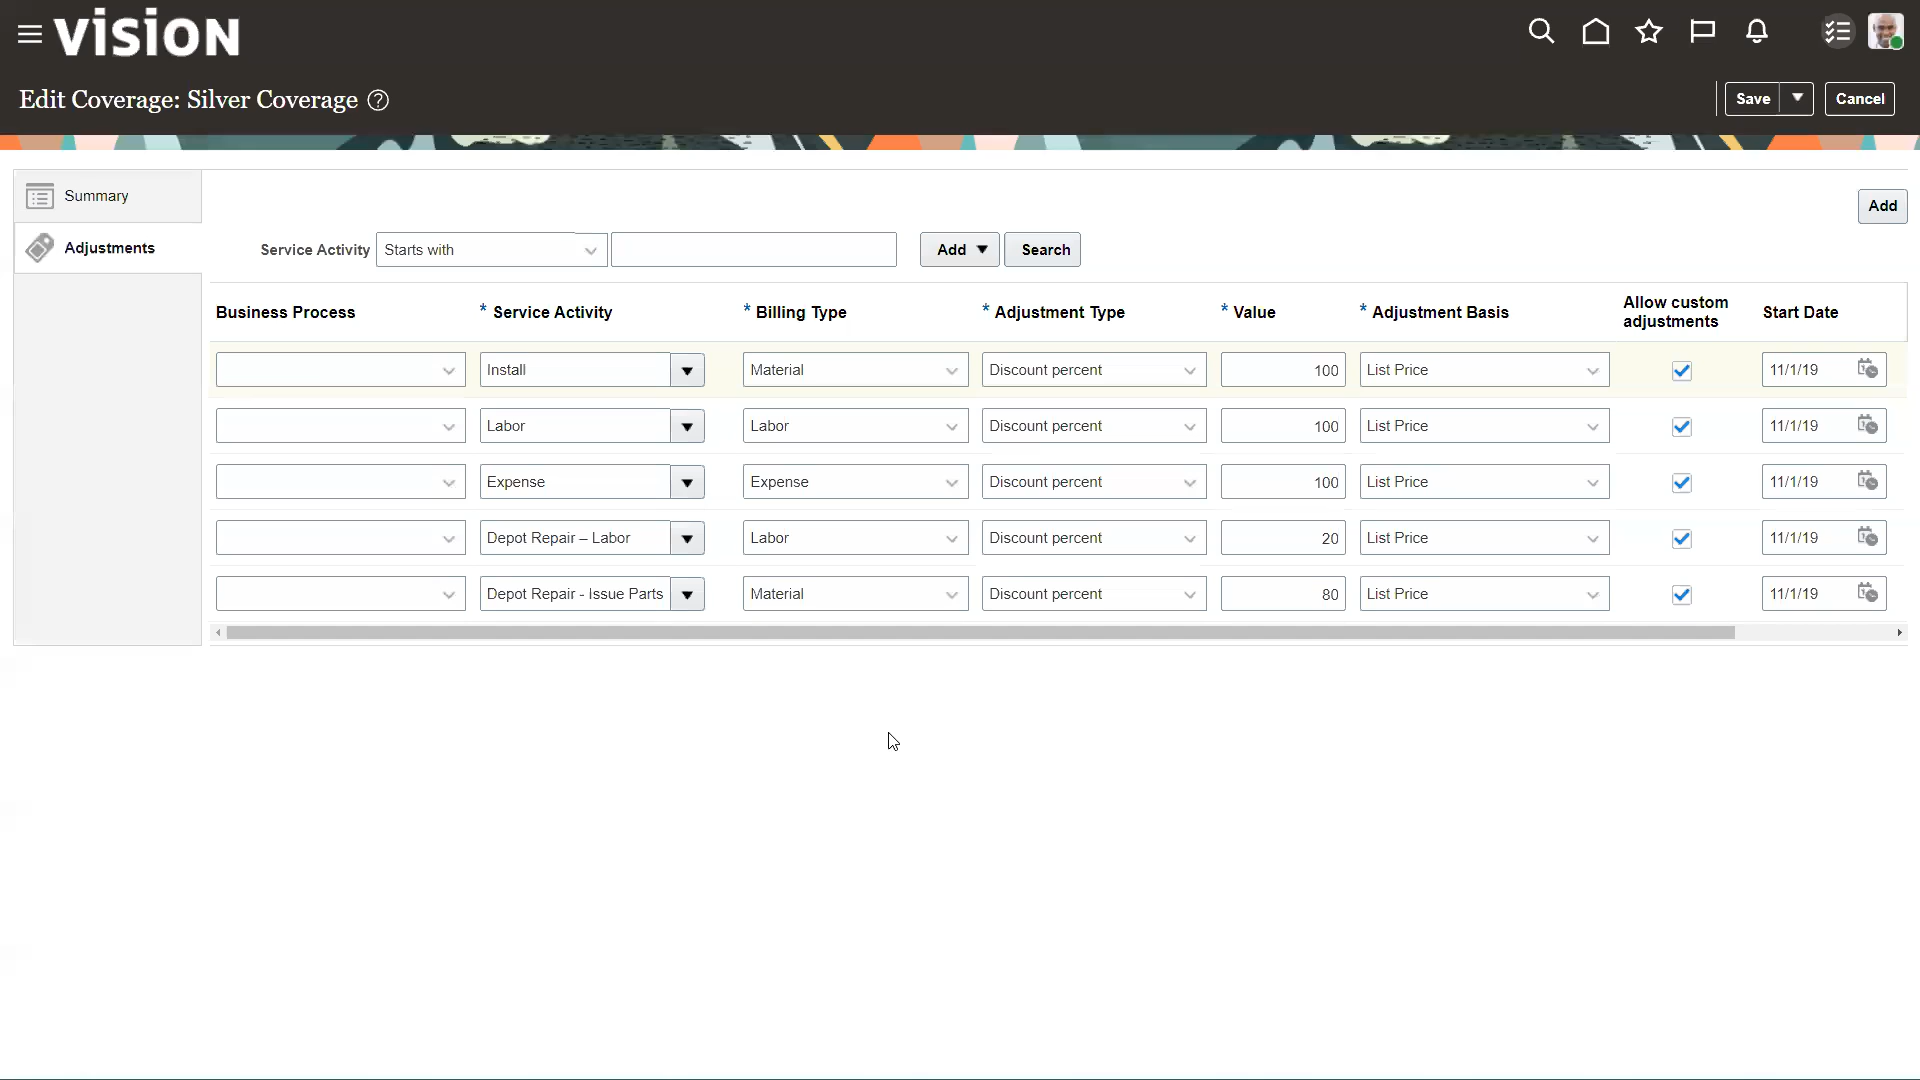 vision
Edit Coverage: Silver Coverage ?
Save Cancel
Summary
Adjustments
Add
Service Activity Starts with Add Search
Business Process * Service Activity * Billing Type * Adjustment Type * Value * Adjustment Basis Allow custom adjustments Start Date
Install Material Discount percent 100 List Price 11/1/19
Labor Labor Discount percent 100 List Price 11/1/19
Expense Expense Discount percent 100 List Price 11/1/19
Depot Repair – Labor Labor Discount percent 20 List Price 11/1/19
Depot Repair - Issue Parts Material Discount percent 80 List Price 11/1/19